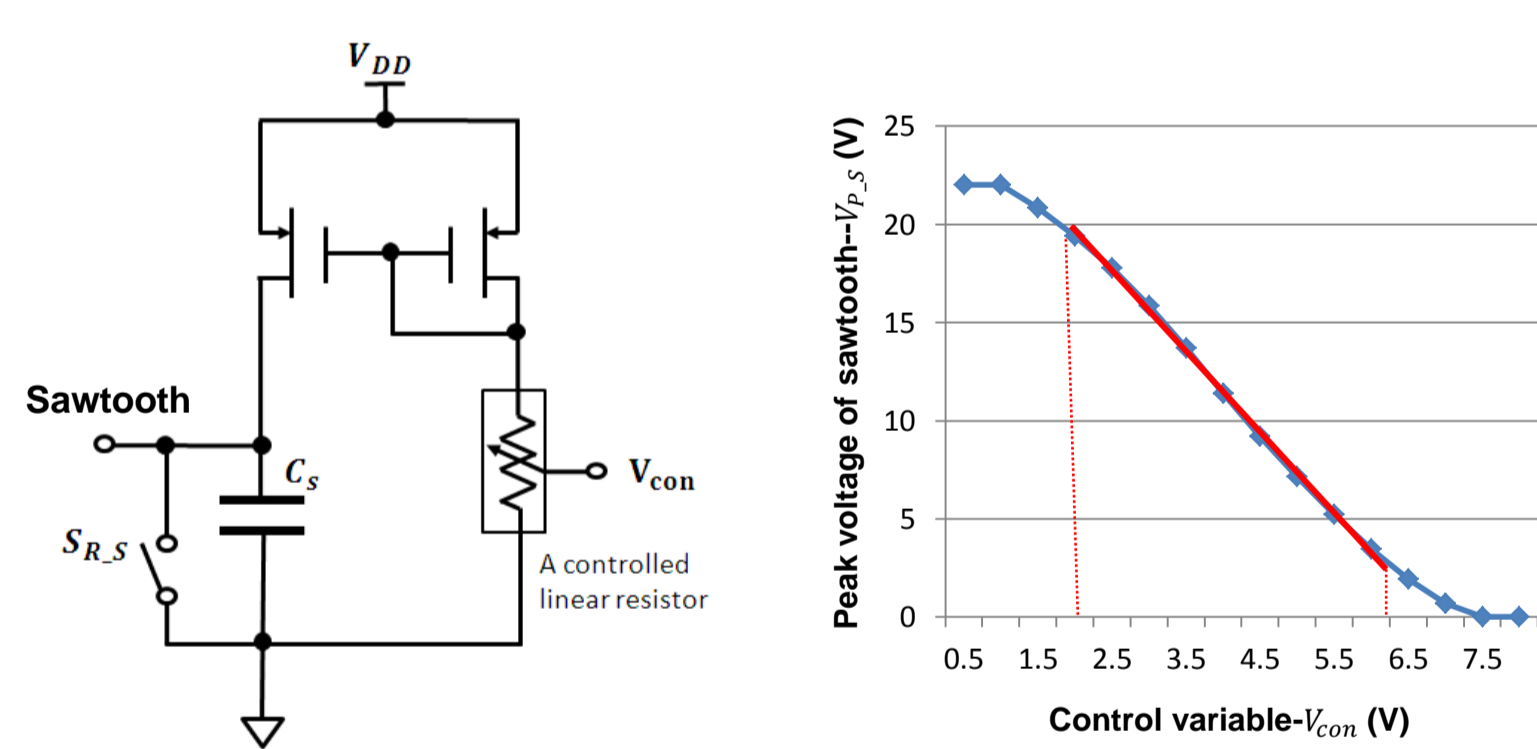 V_DD
Sawtooth
C_s
V_con
S_R_S
A controlled
linear resistor
Peak voltage of sawtooth--V_P_S (V)
25
20
15
10
5
0
0.5 1.5 2.5 3.5 4.5 5.5 6.5 7.5
Control variable-V_con (V)